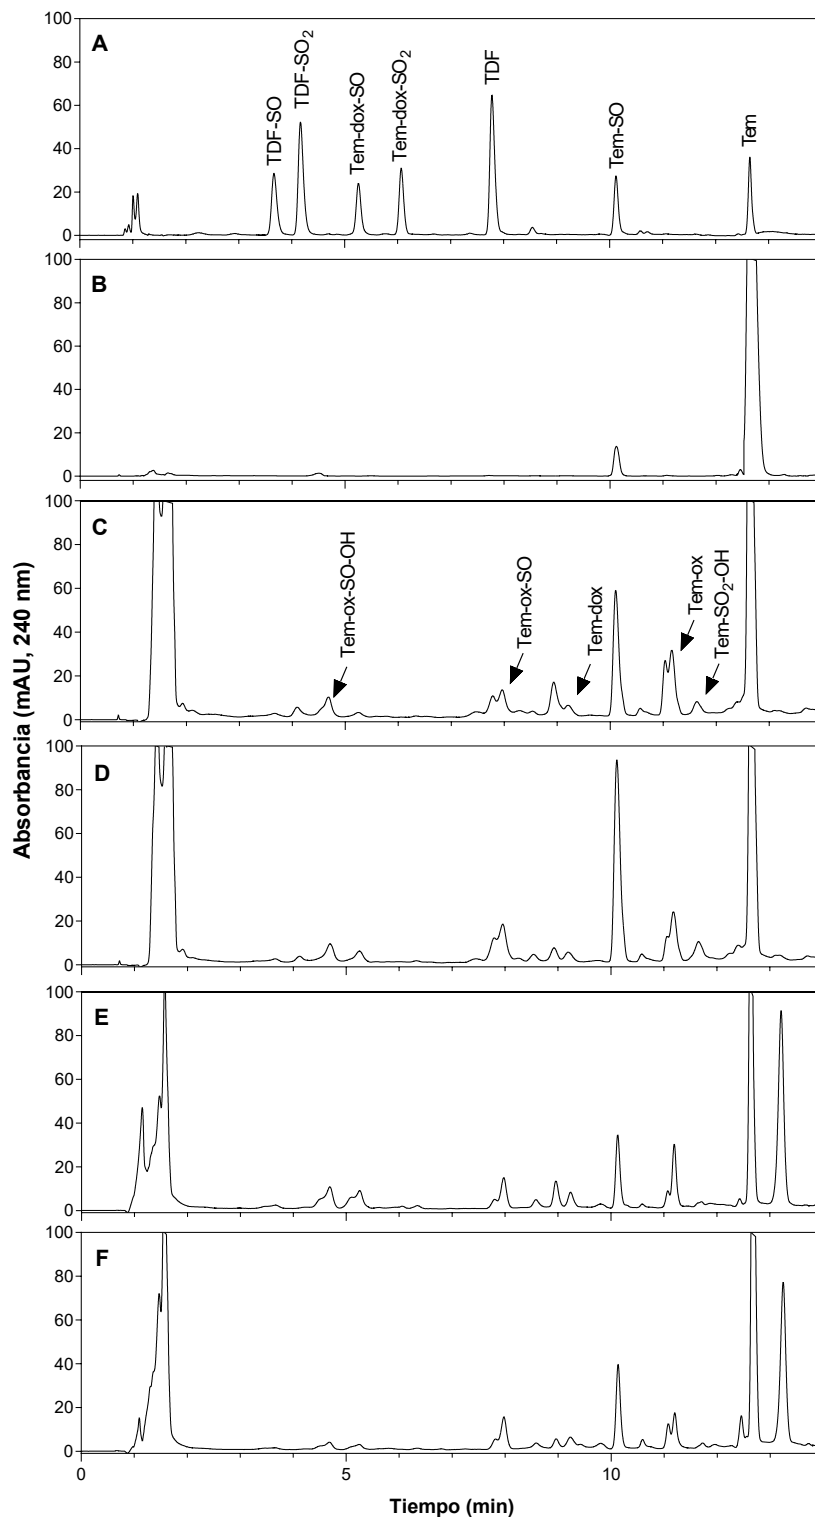 Absorbancia (mAU, 240 nm)
A
100
80
60
40
20
0
TDF-SO
TDF-SO2
Tem-dox-SO
Tem-dox-SO2
TDF
Tem-SO
Tem
B
100
80
60
40
20
0
C
100
80
60
40
20
0
Tem-ox-SO-OH
Tem-ox-SO
Tem-dox
Tem-ox
Tem-SO2-OH
D
100
80
60
40
20
0
E
100
80
60
40
20
0
F
100
80
60
40
20
0
0 5 10
Tiempo (min)